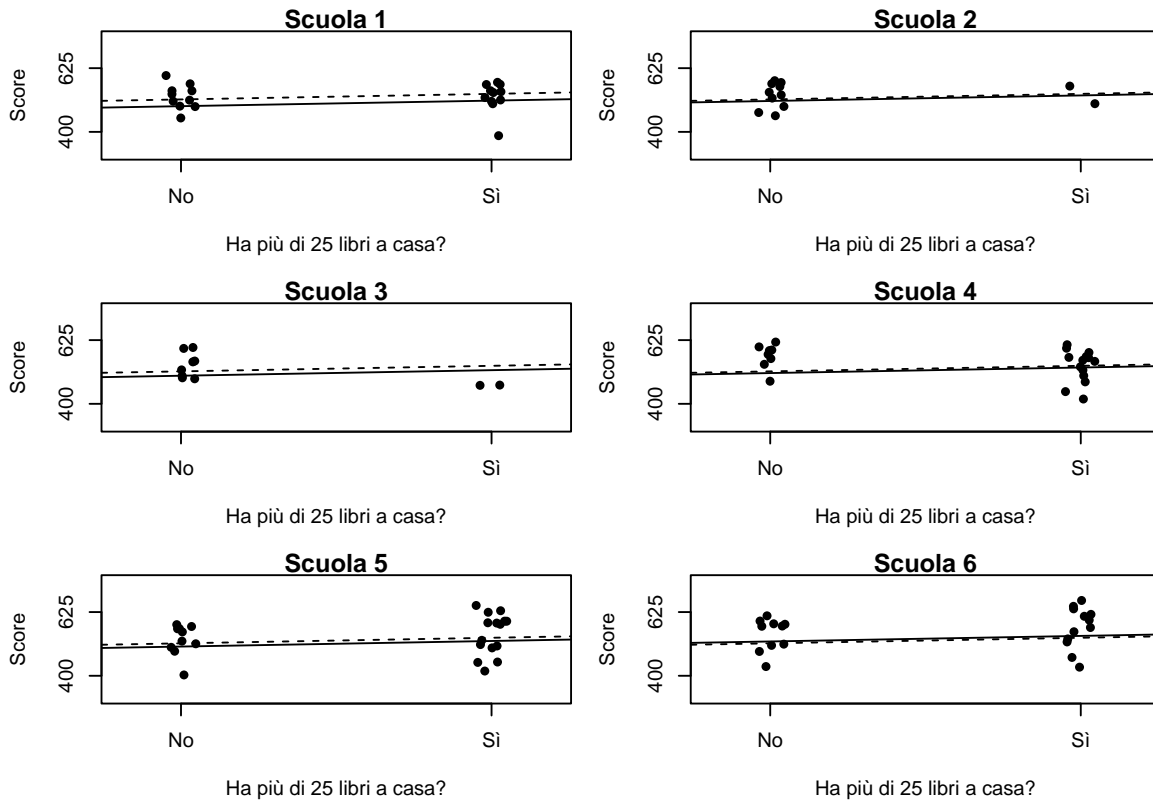 Scuola 1
Score
625
400
No
Sì
Ha più di 25 libri a casa?
Scuola 2
Score
625
400
No
Sì
Ha più di 25 libri a casa?
Scuola 3
Score
625
400
No
Sì
Ha più di 25 libri a casa?
Scuola 4
Score
625
400
No
Sì
Ha più di 25 libri a casa?
Scuola 5
Score
625
400
No
Sì
Ha più di 25 libri a casa?
Scuola 6
Score
625
400
No
Sì
Ha più di 25 libri a casa?